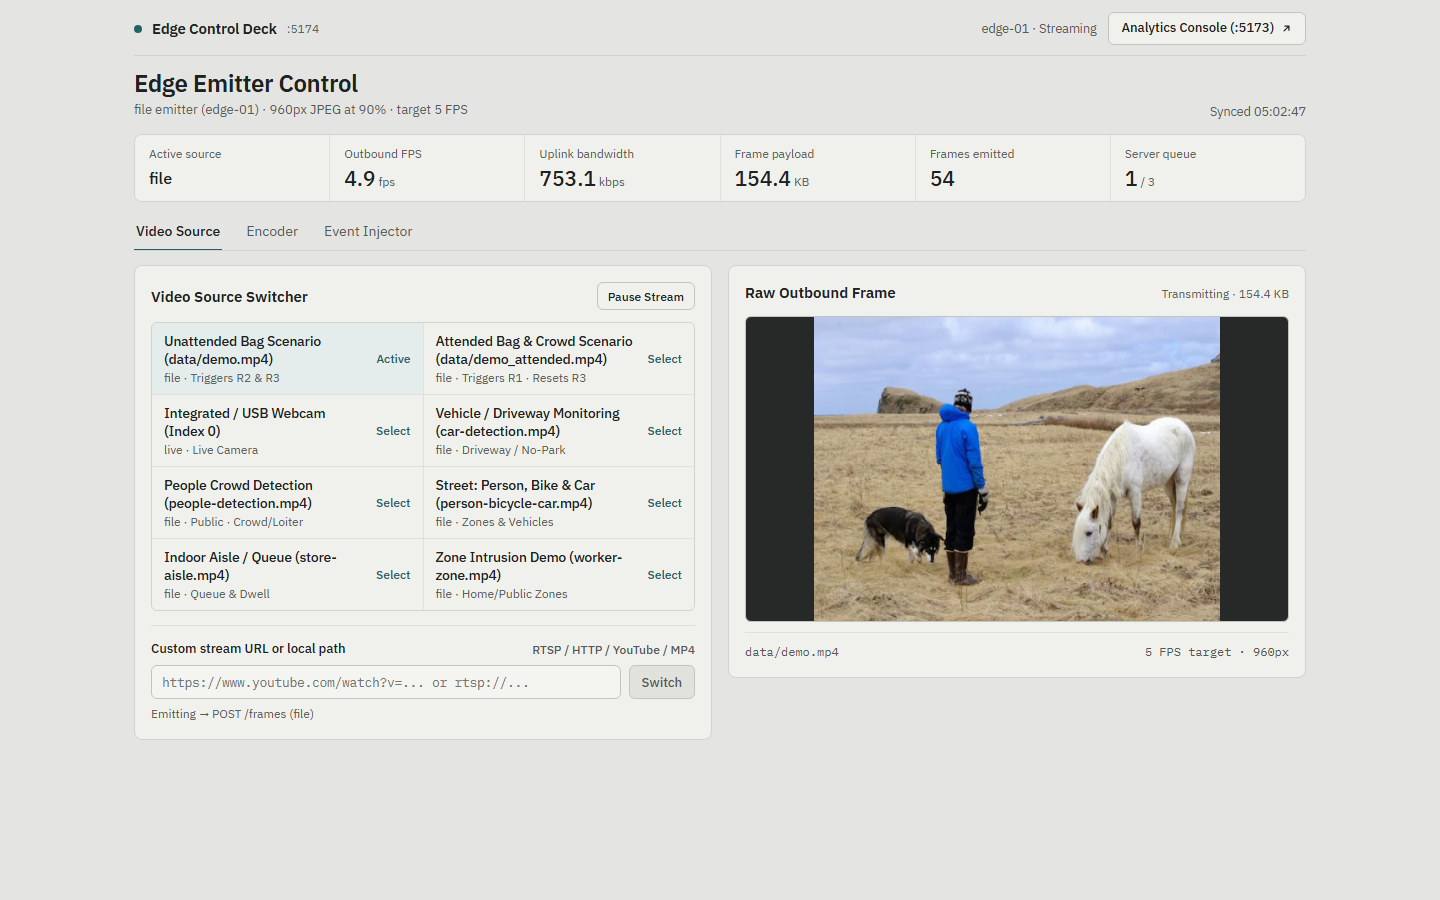 Edge Control Deck :5174
edge-01 · Streaming
Analytics Console (:5173) ↗
Edge Emitter Control
file emitter (edge-01) · 960px JPEG at 90% · target 5 FPS
Synced 05:02:47
Active source
file
Outbound FPS
4.9 fps
Uplink bandwidth
753.1 kbps
Frame payload
154.4 KB
Frames emitted
54
Server queue
1 / 3
Video Source
Encoder
Event Injector
Video Source Switcher
Pause Stream
Unattended Bag Scenario
(data/demo.mp4)
file · Triggers R2 & R3
Active
Attended Bag & Crowd Scenario
(data/demo_attended.mp4)
file · Triggers R1 · Resets R3
Select
Integrated / USB Webcam
(Index 0)
live · Live Camera
Select
Vehicle / Driveway Monitoring
(car-detection.mp4)
file · Driveway / No-Park
Select
People Crowd Detection
(people-detection.mp4)
file · Public · Crowd/Loiter
Select
Street: Person, Bike & Car
(person-bicycle-car.mp4)
file · Zones & Vehicles
Select
Indoor Aisle / Queue (store-
aisle.mp4)
file · Queue & Dwell
Select
Zone Intrusion Demo (worker-
zone.mp4)
file · Home/Public Zones
Select
Custom stream URL or local path
RTSP / HTTP / YouTube / MP4
https://www.youtube.com/watch?v=... or rtsp://...
Switch
Emitting → POST /frames (file)
Raw Outbound Frame
Transmitting · 154.4 KB
data/demo.mp4
5 FPS target · 960px